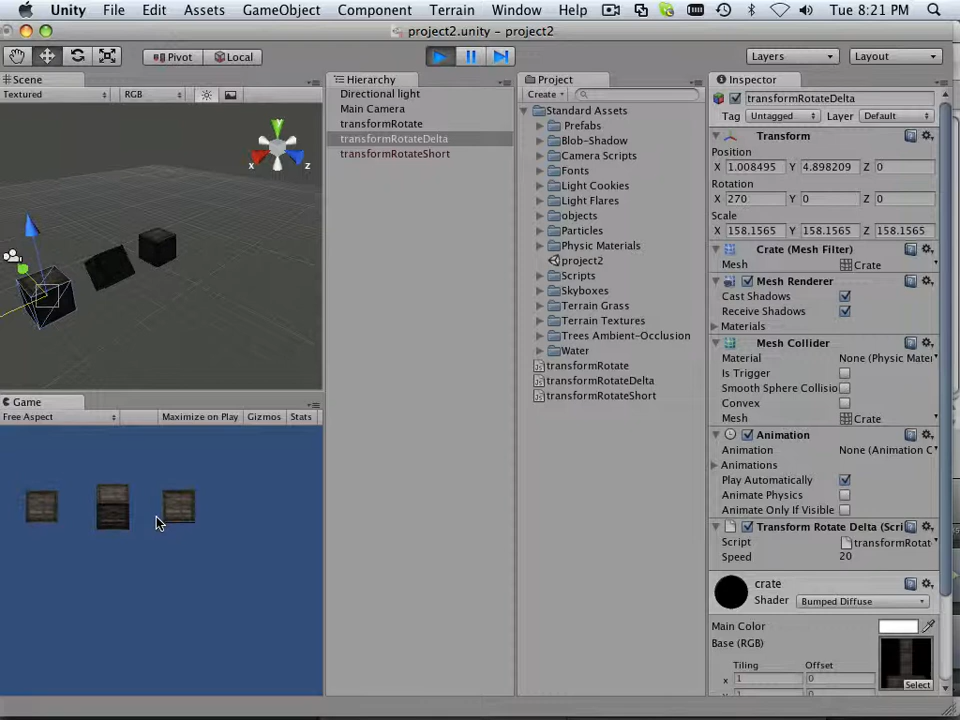 Unity File Edit Assets GameObject Component Terrain Window Help Tue 8:21 PM
project2.unity – project2
Pivot Local Layers Layout
Scene
Textured RGB
y
x
z
Game
Free Aspect Maximize on Play Gizmos Stats
Hierarchy
Directional light
Main Camera
transformRotate
transformRotateDelta
transformRotateShort
Project
Create
Standard Assets
Prefabs
Blob-Shadow
Camera Scripts
Fonts
Light Cookies
Light Flares
objects
Particles
Physic Materials
project2
Scripts
Skyboxes
Terrain Grass
Terrain Textures
Trees Ambient-Occlusion
Water
transformRotate
transformRotateDelta
transformRotateShort
Inspector
transformRotateDelta
Tag Untagged Layer Default
Transform
Position
X 1.008495 Y 4.898209 Z 0
Rotation
X 270 Y 0 Z 0
Scale
X 158.1565 Y 158.1565 Z 158.1565
Crate (Mesh Filter)
Mesh Crate
Mesh Renderer
Cast Shadows
Receive Shadows
Materials
Mesh Collider
Material None (Physic Mater
Is Trigger
Smooth Sphere Collisio
Convex
Mesh Crate
Animation
Animation None (Animation C
Animations
Play Automatically
Animate Physics
Animate Only If Visible
Transform Rotate Delta (Scri
Script transformRotat
Speed 20
crate
Shader Bumped Diffuse
Main Color
Base (RGB)
Tiling Offset
x 1 0
Select